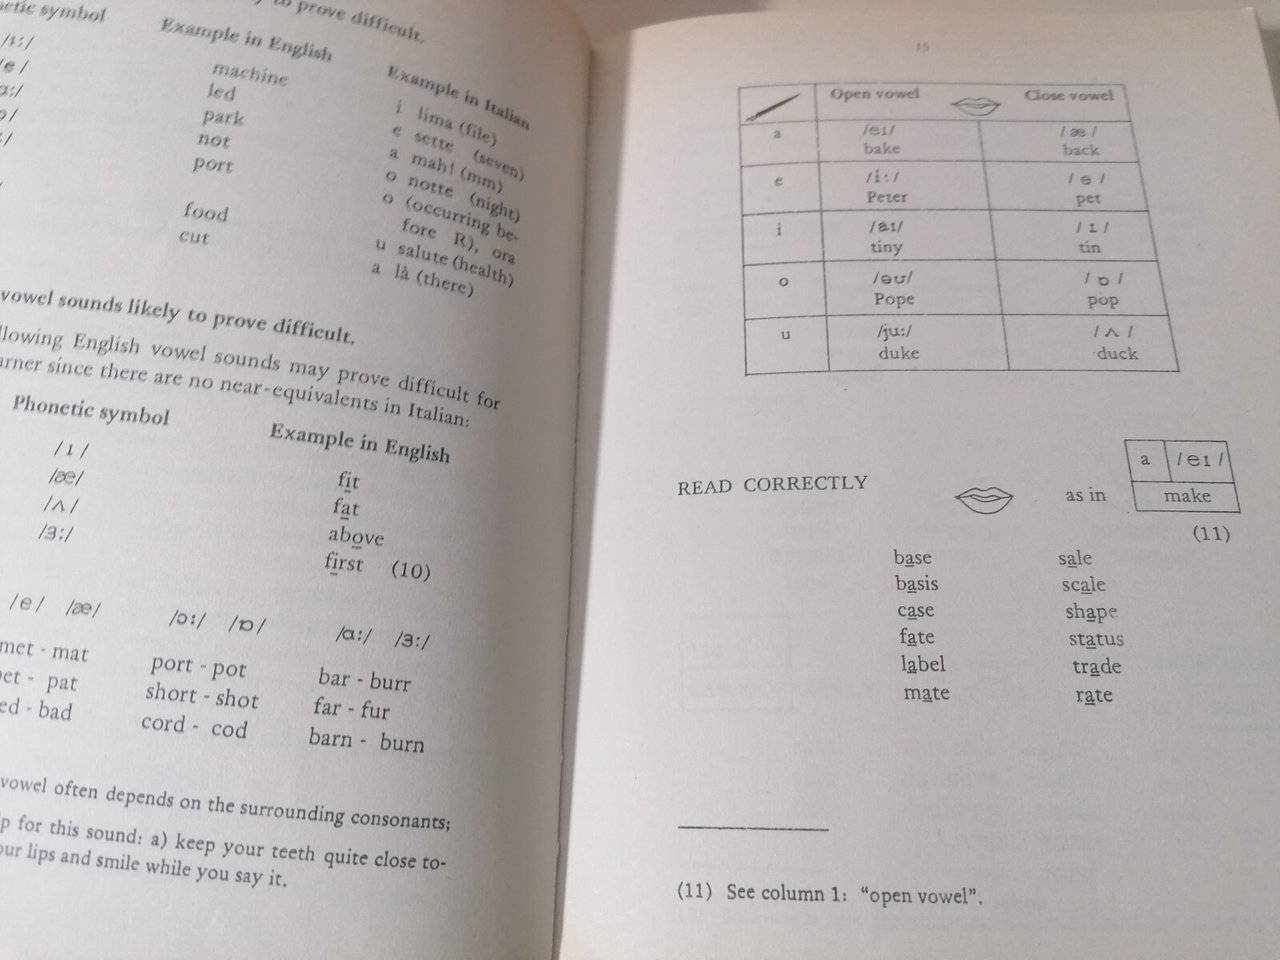 to prove difficult.
symbol
Example in English
Example in Italian
/ɪ:/
machine
i lima (file)
/e/
led
e sette (seven)
park
a mah! (mm)
not
o notte (night)
port
o (occurring be-
fore R), ora
food
u salute (health)
cut
a là (there)
vowel sounds likely to prove difficult.
English vowel sounds may prove difficult for
since there are no near-equivalents in Italian:
Phonetic symbol
Example in English
/ɪ/
fit
/æ/
fat
/ʌ/
above
/ɜ:/
first (10)
/e/ /æ/
/ɔ:/ /ɒ/
/ɑ:/ /ɜ:/
met - mat
port - pot
bar - burr
pat
short - shot
far - fur
bad
cord - cod
barn - burn
vowel often depends on the surrounding consonants;
for this sound: a) keep your teeth quite close to-
lips and smile while you say it.
15
Open vowel
Close vowel
a
/eɪ/
bake
/æ/
back
e
/i:/
Peter
/e/
pet
i
/aɪ/
tiny
/ɪ/
tin
o
/əʊ/
Pope
/ɒ/
pop
u
/ju:/
duke
/ʌ/
duck
READ CORRECTLY
as in
a /eɪ/
make
(11)
base sale
basis scale
case shape
fate status
label trade
mate rate
(11) See column 1: “open vowel”.